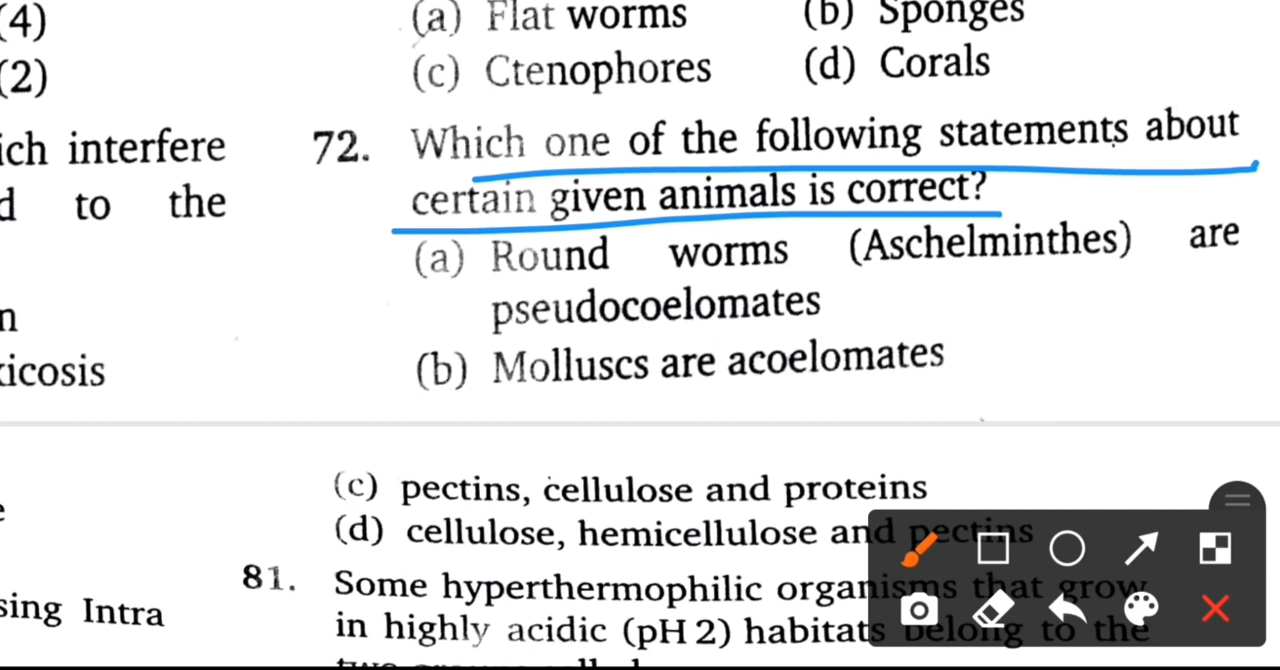 (4)
(2)
ich interfere
d to the
n
icosis
(a) Flat worms (b) Sponges
(c) Ctenophores (d) Corals
72. Which one of the following statements about
certain given animals is correct?
(a) Round worms (Aschelminthes) are
pseudocoelomates
(b) Molluscs are acoelomates
e
sing Intra
(c) pectins, cellulose and proteins
(d) cellulose, hemicellulose and pectins
81. Some hyperthermophilic organisms that grow
in highly acidic (pH 2) habitats belong to the